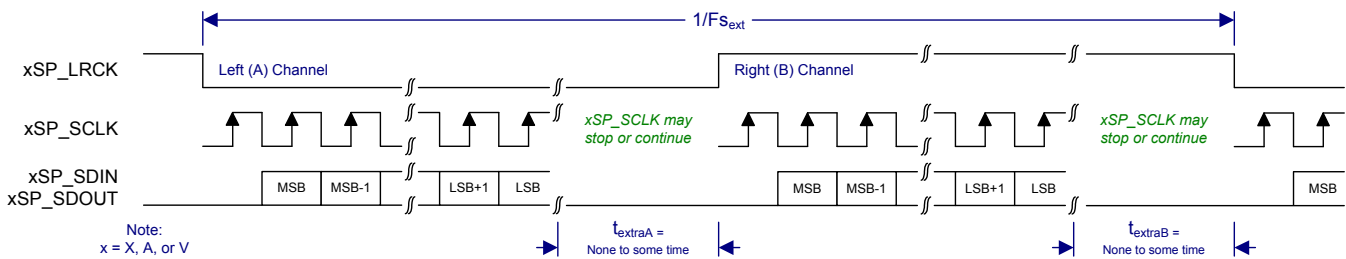 1/Fs_ext
xSP_LRCK
Left (A) Channel
Right (B) Channel
xSP_SCLK
xSP_SCLK may
stop or continue
xSP_SCLK may
stop or continue
xSP_SDIN
xSP_SDOUT
MSB MSB-1 LSB+1 LSB MSB MSB-1 LSB+1 LSB MSB
Note:
x = X, A, or V
t_extraA =
None to some time
t_extraB =
None to some time